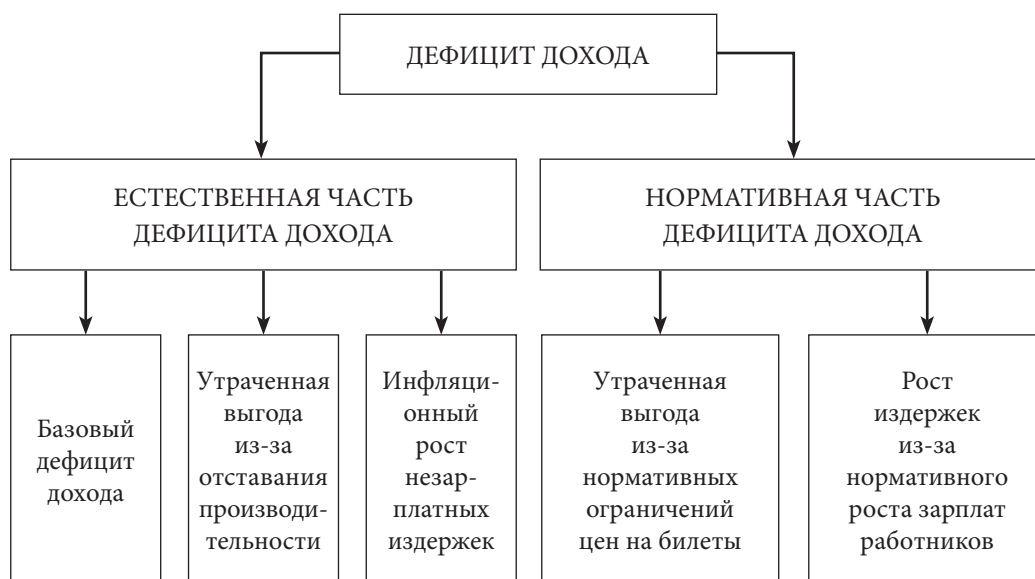 ДЕФИЦИТ ДОХОДА
ЕСТЕСТВЕННАЯ ЧАСТЬ
ДЕФИЦИТА ДОХОДА
НОРМАТИВНАЯ ЧАСТЬ
ДЕФИЦИТА ДОХОДА
Базовый
дефицит
дохода
Утраченная
выгода
из-за
отставания
производи-
тельности
Инфляци-
онный
рост
незар-
платных
издержек
Утраченная
выгода
из-за
нормативных
ограничений
цен на билеты
Рост
издержек
из-за
нормативного
роста зарплат
работников